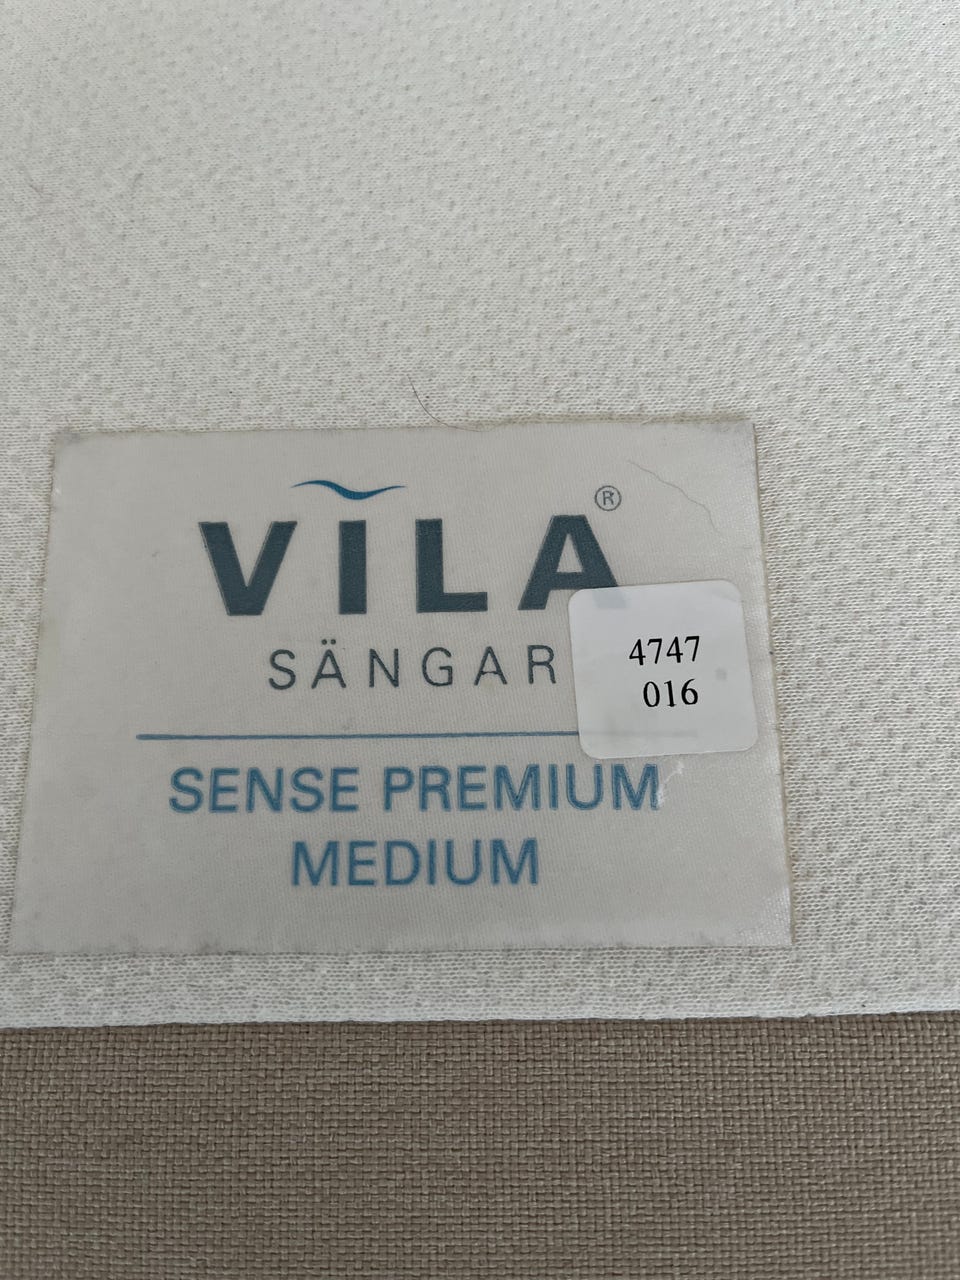 VILA®
SÄNGAR
4747
016
SENSE PREMIUM
MEDIUM